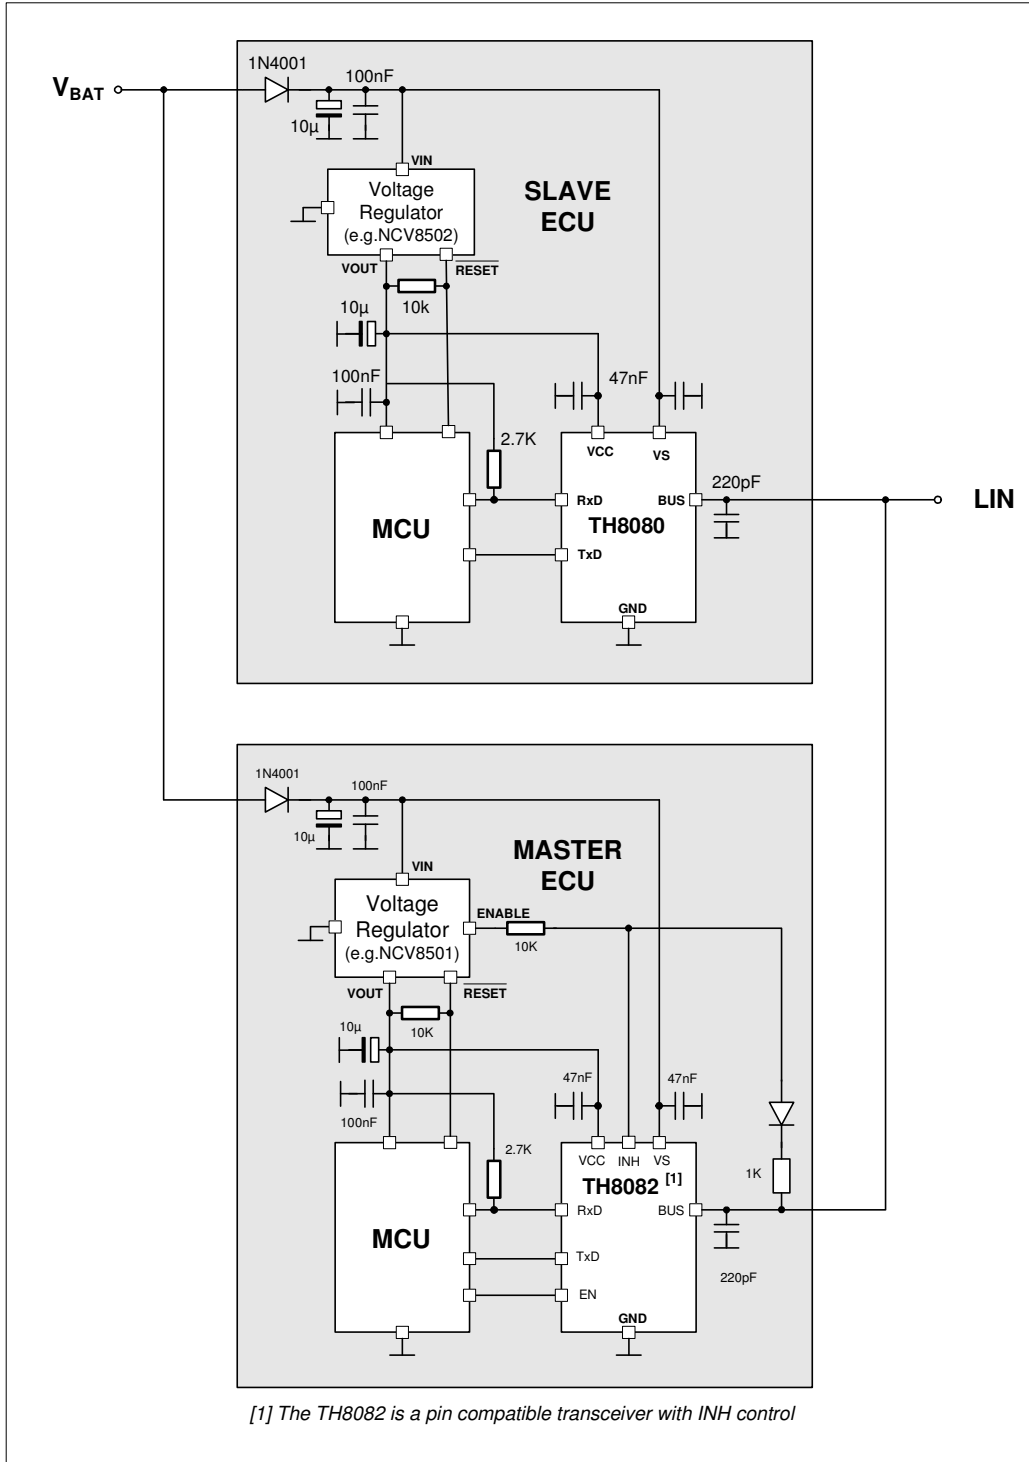 1N4001
100nF
VBAT
10µ
VIN
Voltage
Regulator
(e.g.NCV8502)
SLAVE
ECU
VOUT
RESET
10µ
10k
100nF
47nF
2.7K
VCC
VS
220pF
RxD
BUS
LIN
MCU
TH8080
TxD
GND
1N4001
100nF
10µ
MASTER
ECU
VIN
Voltage
Regulator
(e.g.NCV8501)
ENABLE
10K
VOUT
RESET
10µ
10K
47nF
47nF
100nF
2.7K
VCC
INH
VS
1K
TH8082 [1]
RxD
BUS
MCU
TxD
220pF
EN
GND
[1] The TH8082 is a pin compatible transceiver with INH control